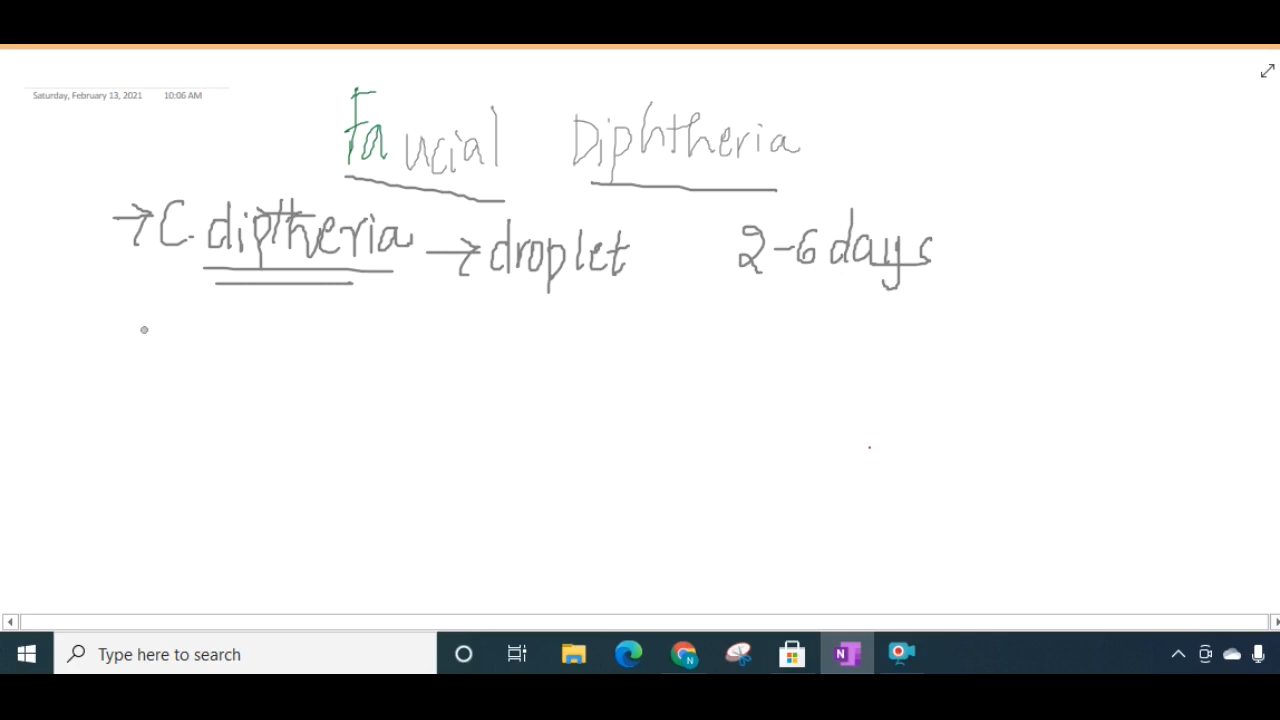 Saturday, February 13, 2021 10:06 AM
Faucial Diphtheria
→ C. diptheria → droplet 2-6 days
Type here to search